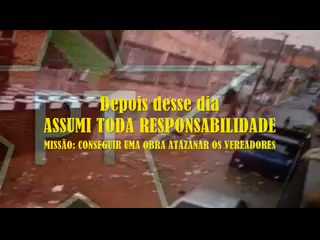 Depois desse dia
ASSUMI TODA RESPONSABILIDADE
MISSÃO: CONSEGUIR UMA OBRA ATAZANAR OS VEREADORES